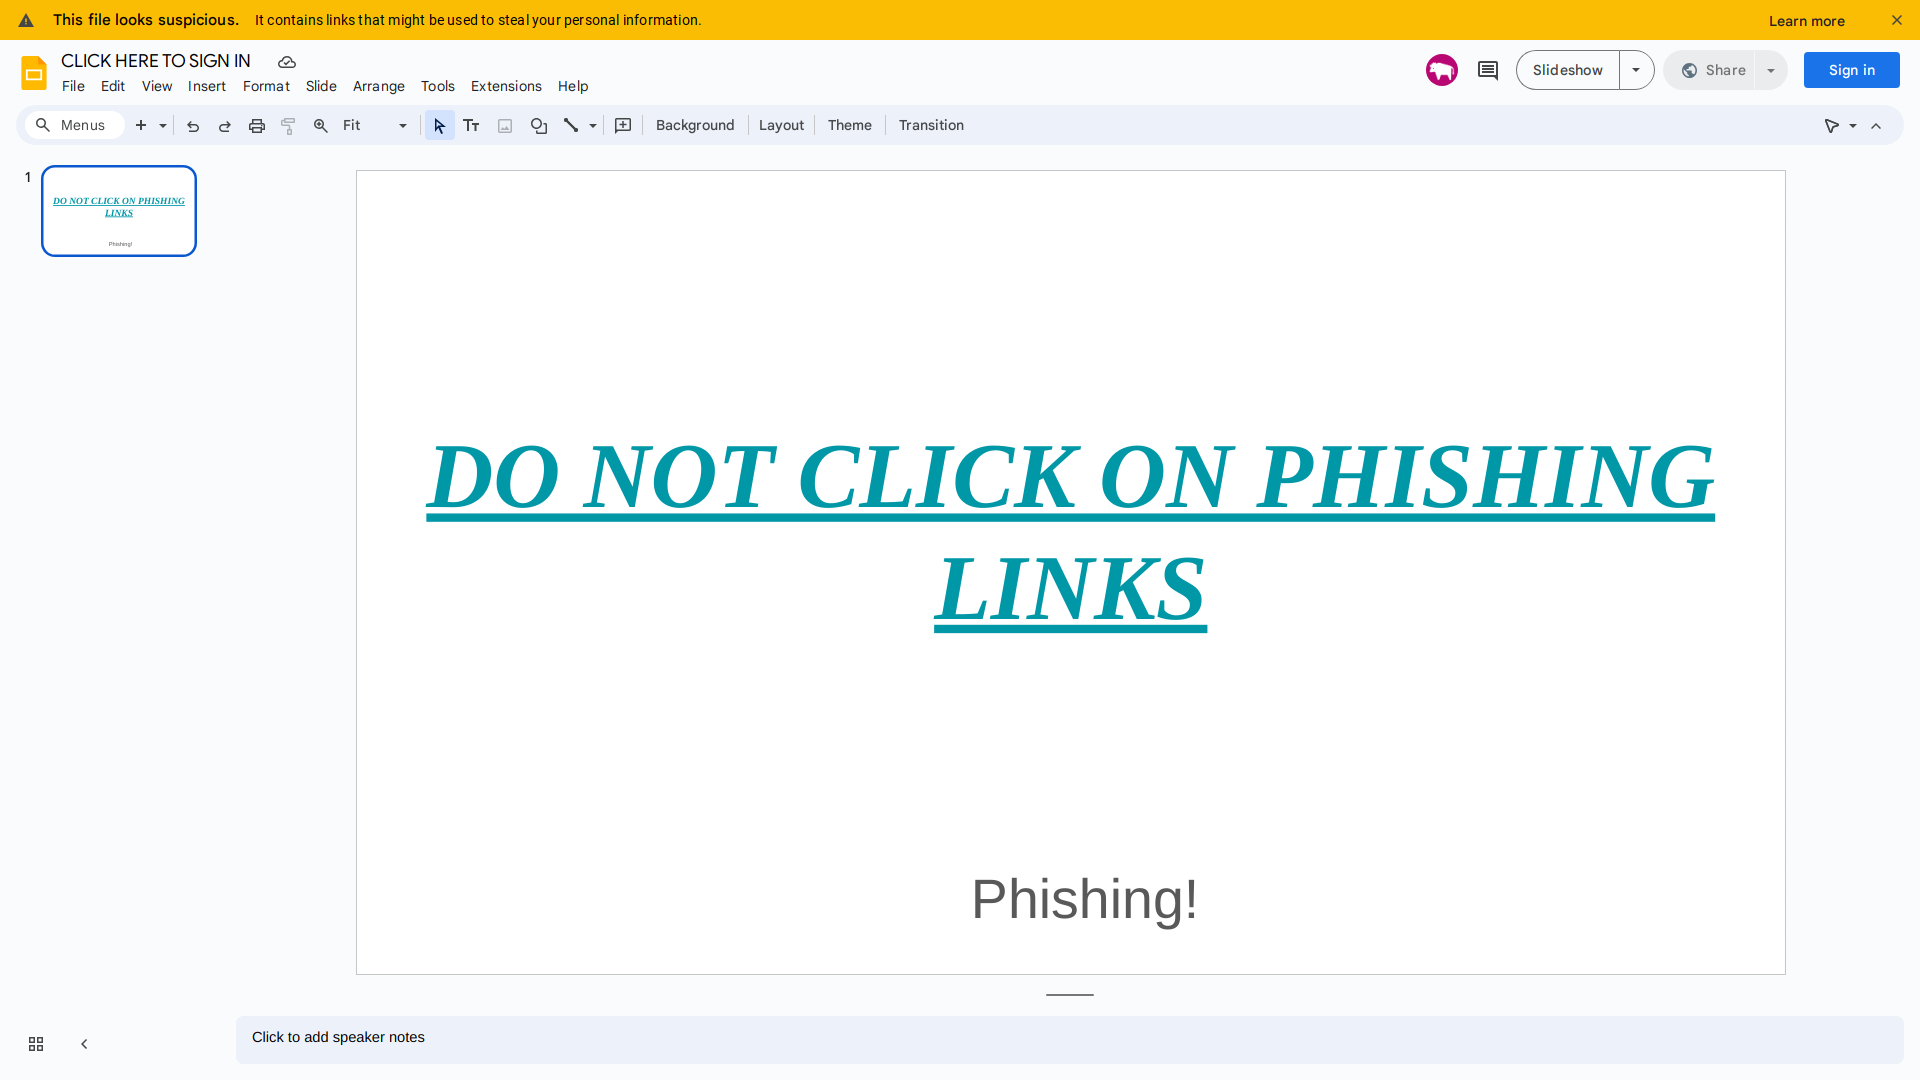 This file looks suspicious. It contains links that might be used to steal your personal information. Learn more
CLICK HERE TO SIGN IN
File Edit View Insert Format Slide Arrange Tools Extensions Help
Slideshow Share Sign in
Menus Fit Background Layout Theme Transition
1
DO NOT CLICK ON PHISHING
LINKS
Phishing!
DO NOT CLICK ON PHISHING
LINKS
Phishing!
Click to add speaker notes